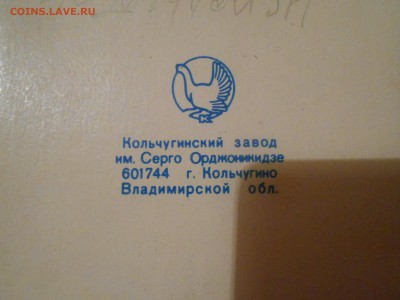 COINS.LAVE.RU
Кольчугинский завод
им. Серго Орджоникидзе
601744 г. Кольчугино
Владимирской обл.